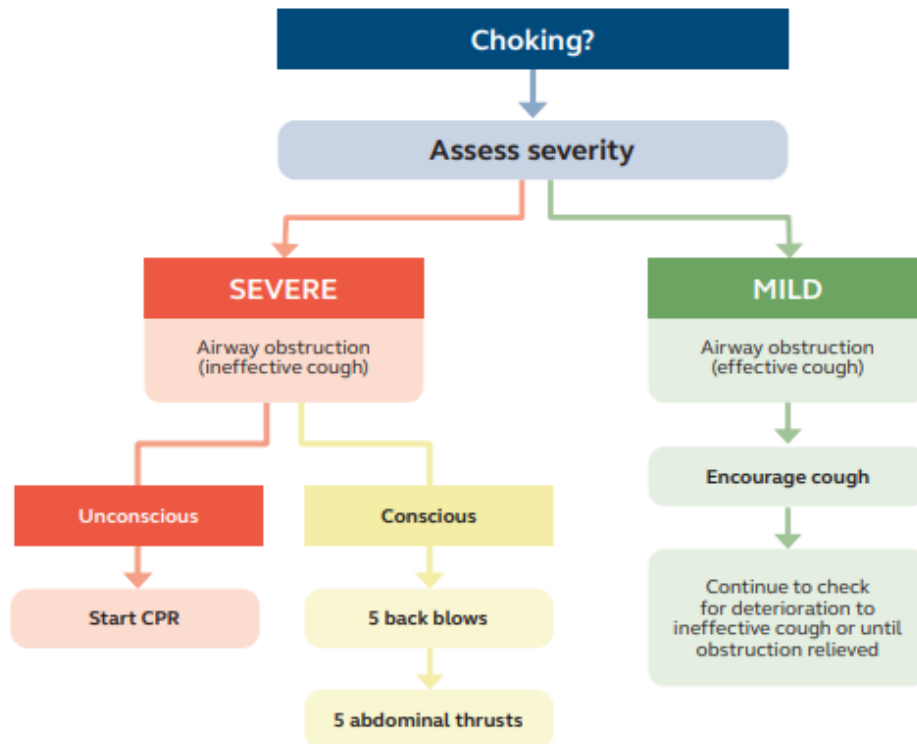 Choking?
Assess severity
SEVERE
Airway obstruction
(ineffective cough)
MILD
Airway obstruction
(effective cough)
Unconscious
Start CPR
Conscious
5 back blows
5 abdominal thrusts
Encourage cough
Continue to check
for deterioration to
ineffective cough or until
obstruction relieved